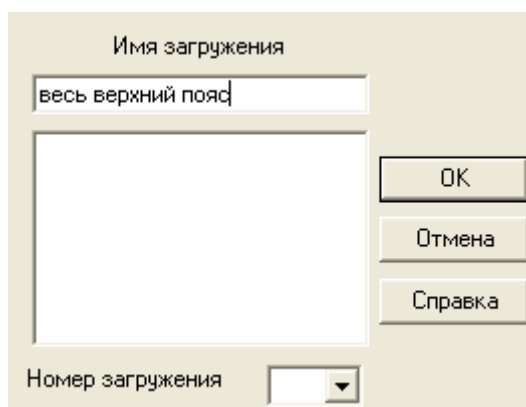 Имя загружения
весь верхний пояс
OK
Отмена
Справка
Номер загружения